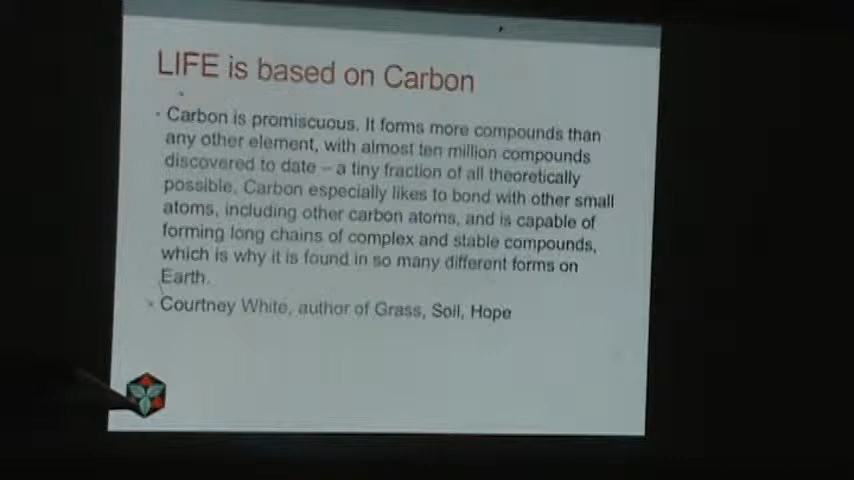 LIFE is based on Carbon
Carbon is promiscuous. It forms more compounds than
any other element, with almost ten million compounds
discovered to date – a tiny fraction of all theoretically
possible. Carbon especially likes to bond with other small
atoms, including other carbon atoms, and is capable of
forming long chains of complex and stable compounds,
which is why it is found in so many different forms on
Earth.
Courtney White, author of Grass, Soil, Hope